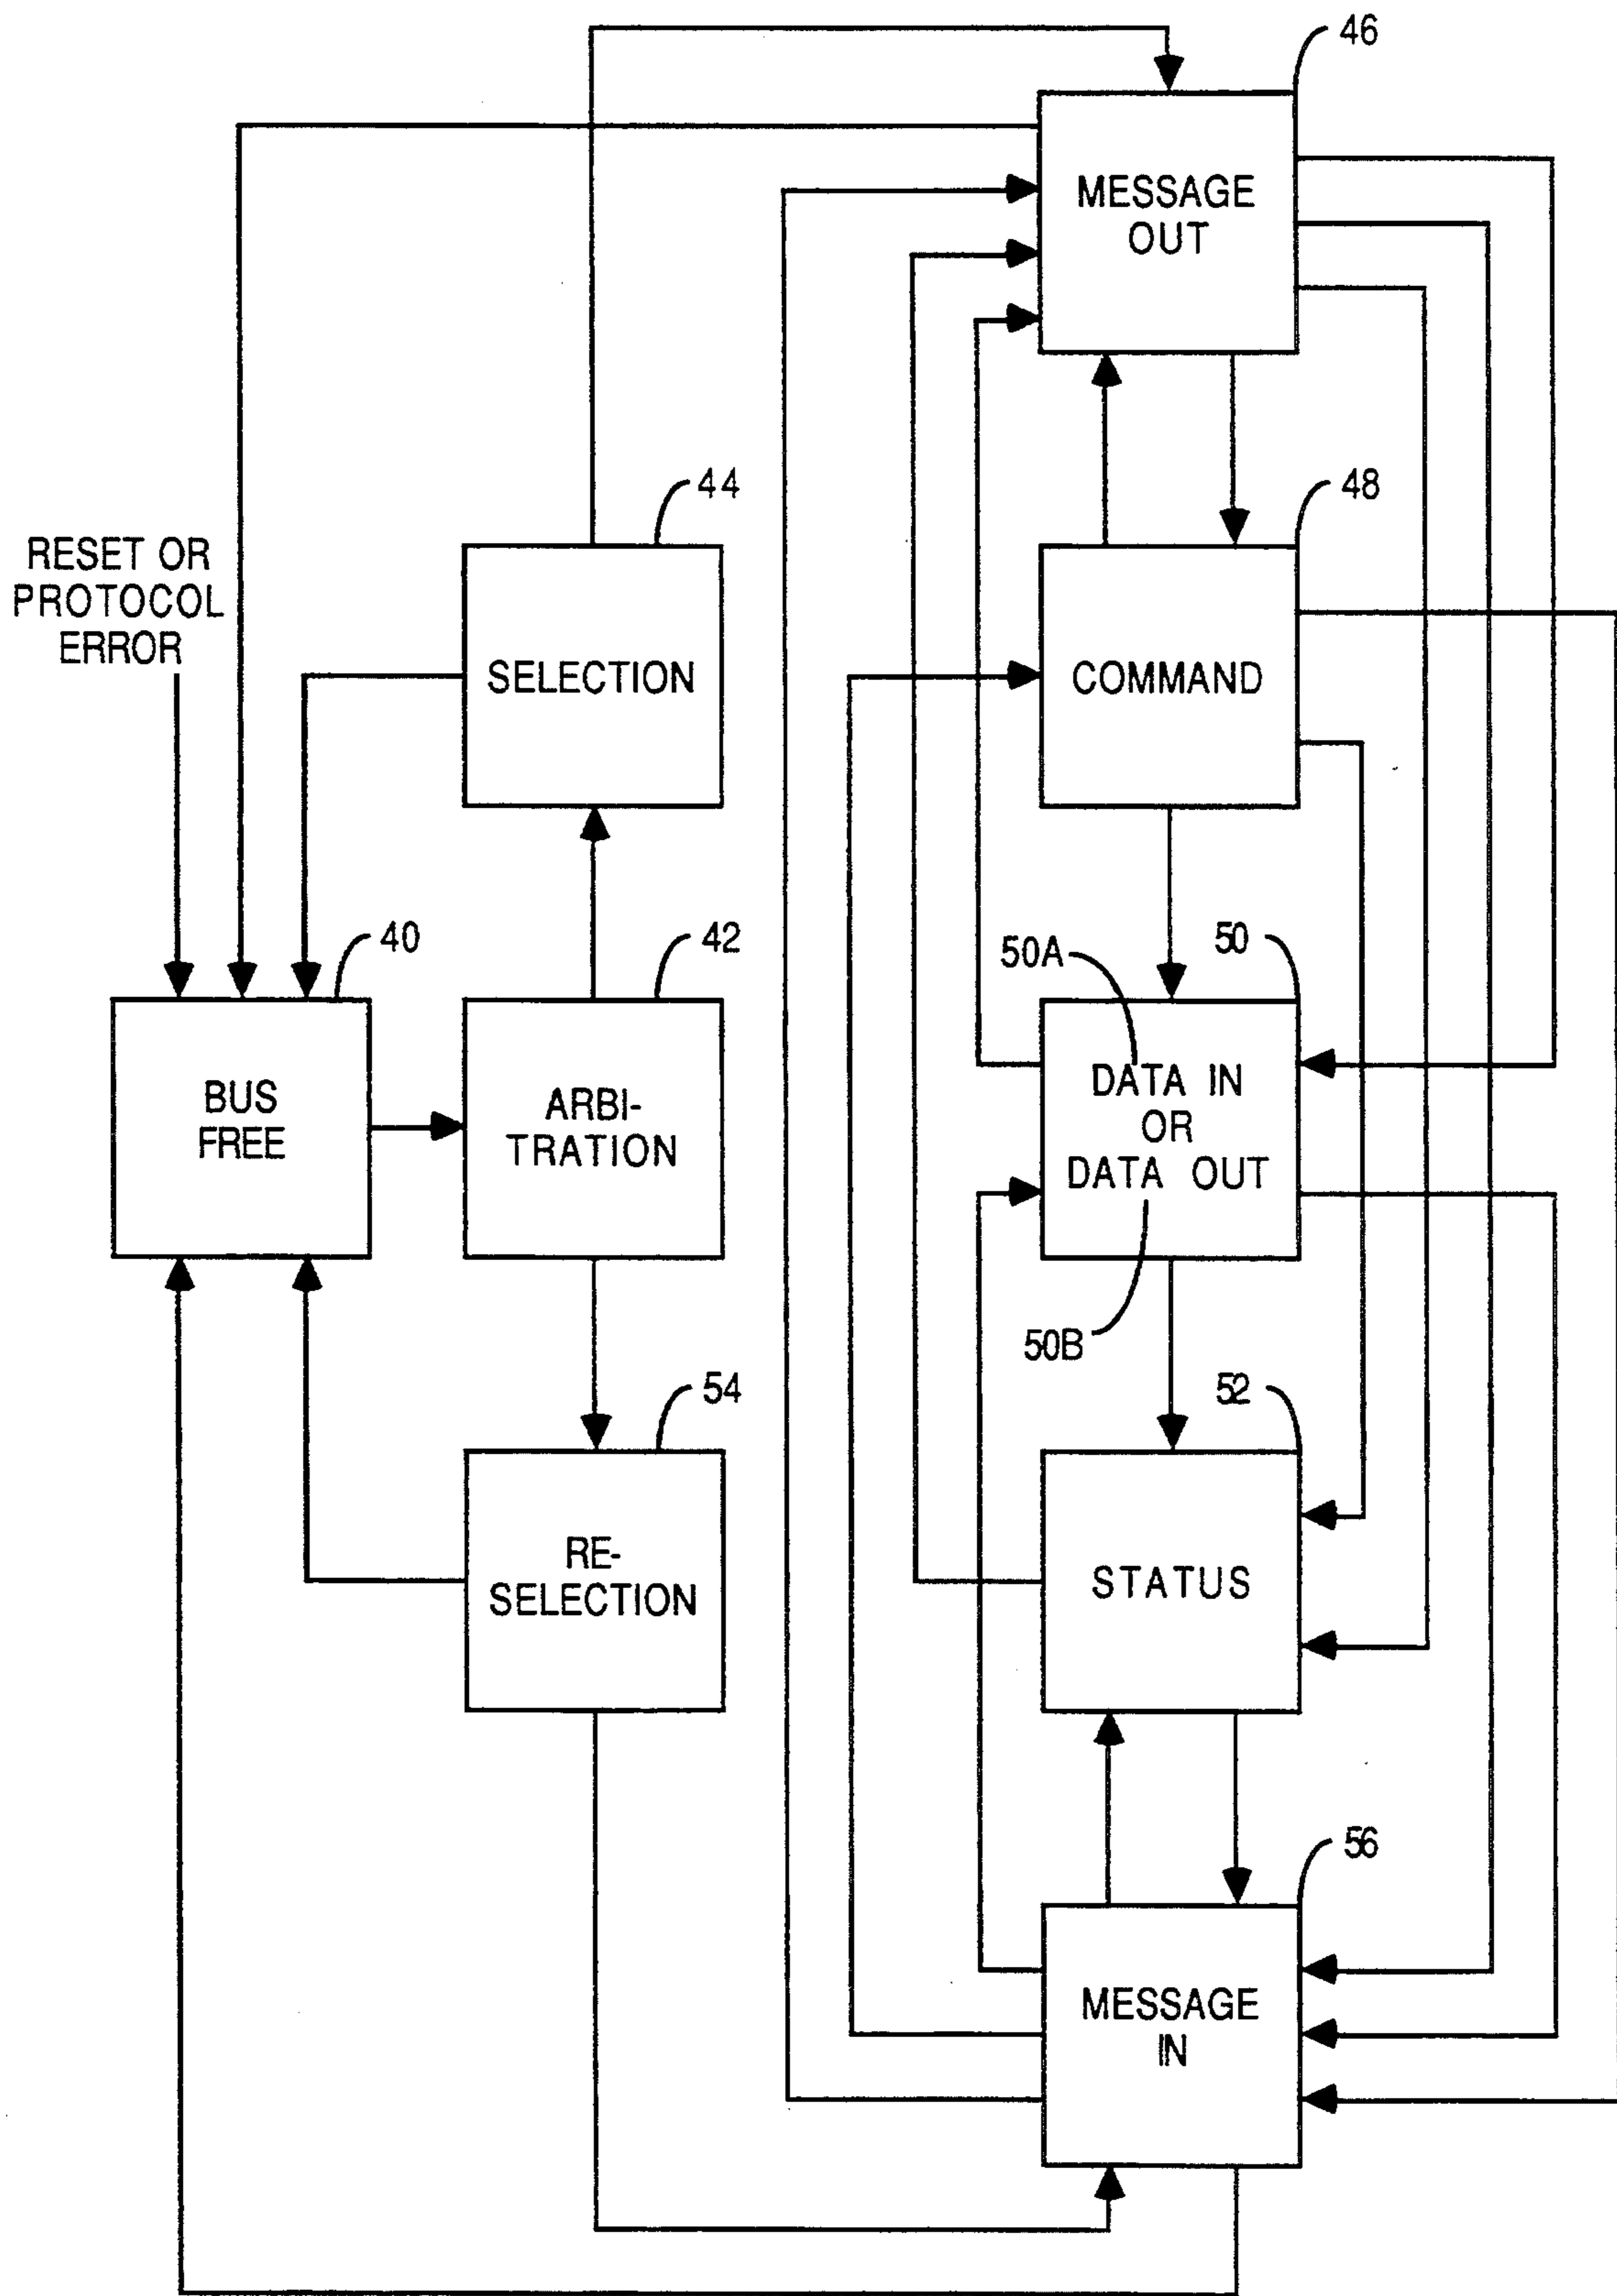 46
MESSAGE
OUT
44
48
RESET OR
PROTOCOL
ERROR
SELECTION
COMMAND
40
42
50A
50
BUS
FREE
ARBI-
TRATION
DATA IN
OR
DATA OUT
50B
54
52
RE-
SELECTION
STATUS
56
MESSAGE
IN